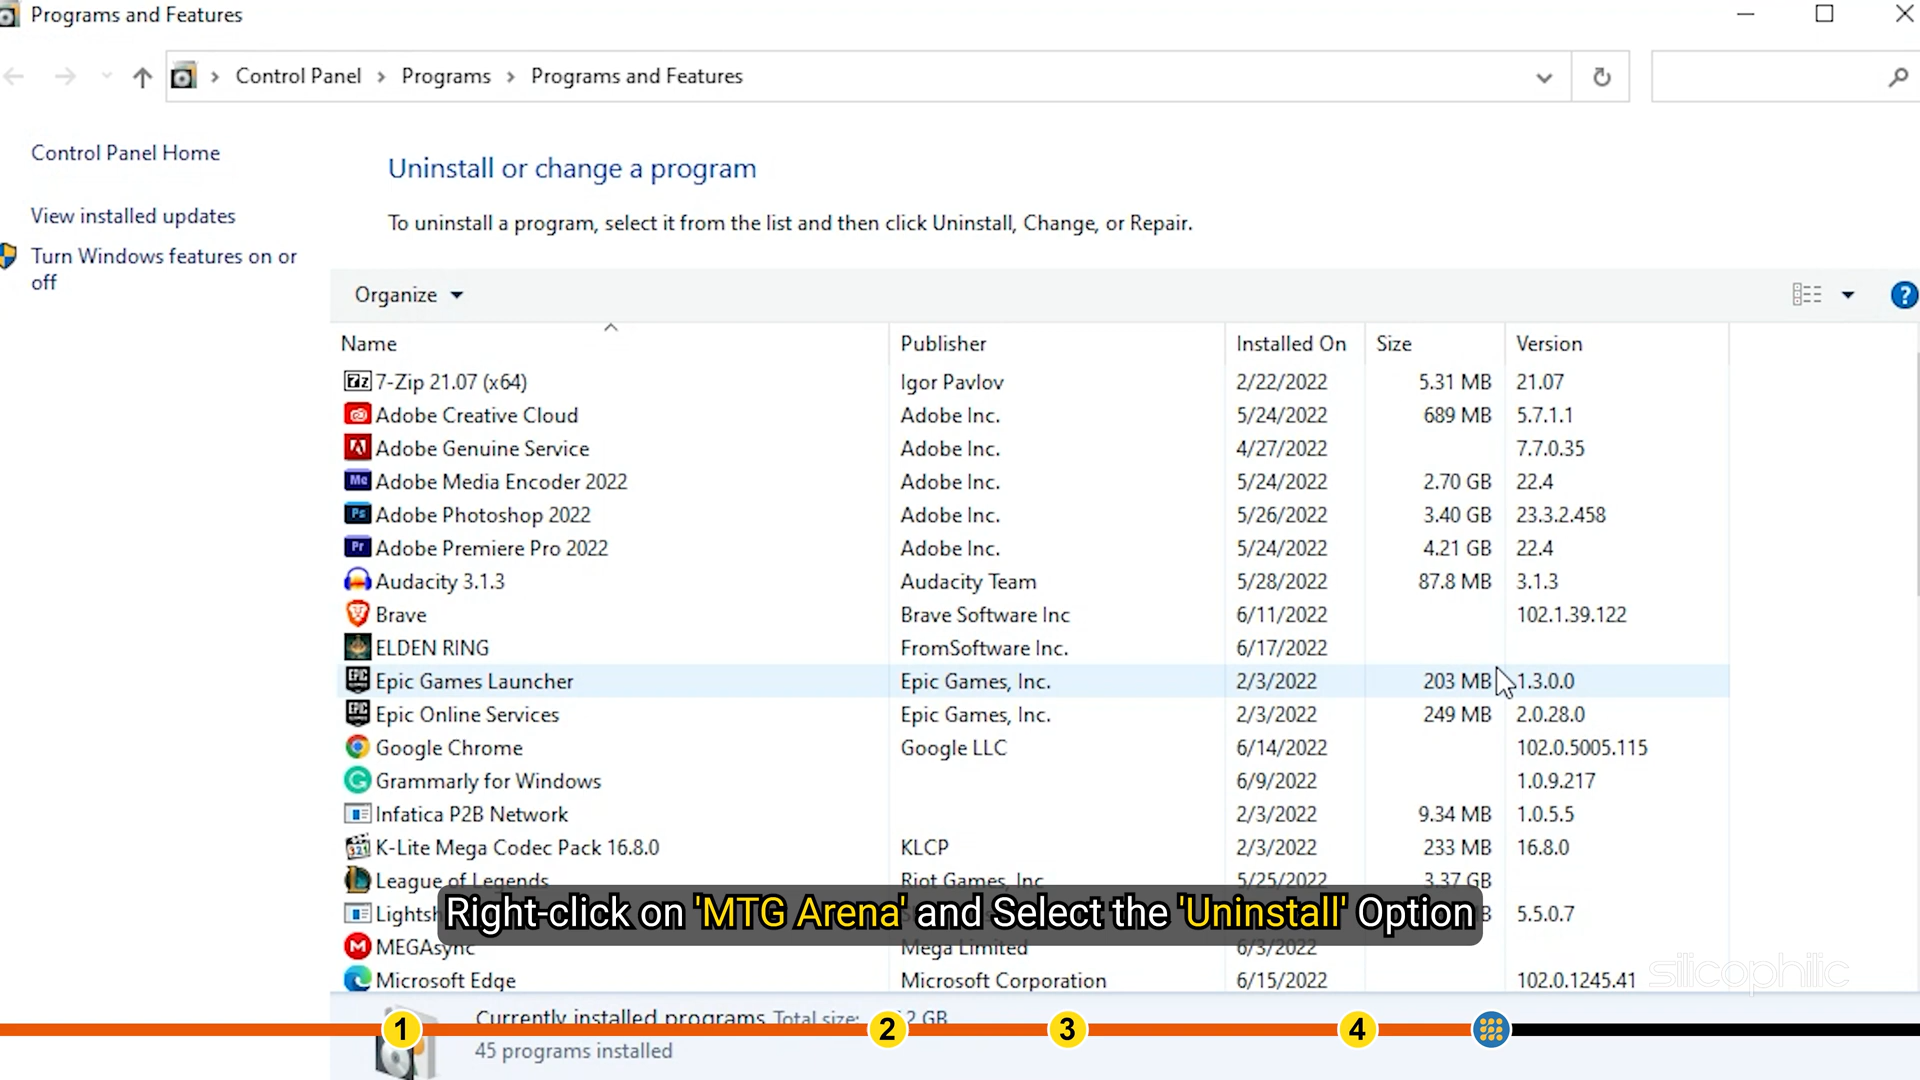 Programs and Features
Control Panel > Programs > Programs and Features
Control Panel Home
View installed updates
Turn Windows features on or
off
Uninstall or change a program
To uninstall a program, select it from the list and then click Uninstall, Change, or Repair.
Organize
?
Name Publisher Installed On Size Version
7z 7-Zip 21.07 (x64) Igor Pavlov 2/22/2022 5.31 MB 21.07
Adobe Creative Cloud Adobe Inc. 5/24/2022 689 MB 5.7.1.1
Adobe Genuine Service Adobe Inc. 4/27/2022 7.7.0.35
Me Adobe Media Encoder 2022 Adobe Inc. 5/24/2022 2.70 GB 22.4
Ps Adobe Photoshop 2022 Adobe Inc. 5/26/2022 3.40 GB 23.3.2.458
Pr Adobe Premiere Pro 2022 Adobe Inc. 5/24/2022 4.21 GB 22.4
Audacity 3.1.3 Audacity Team 5/28/2022 87.8 MB 3.1.3
Brave Brave Software Inc 6/11/2022 102.1.39.122
ELDEN RING FromSoftware Inc. 6/17/2022
EPIC Epic Games Launcher Epic Games, Inc. 2/3/2022 203 MB 1.3.0.0
EPIC Epic Online Services Epic Games, Inc. 2/3/2022 249 MB 2.0.28.0
Google Chrome Google LLC 6/14/2022 102.0.5005.115
Grammarly for Windows 6/9/2022 1.0.9.217
Infatica P2B Network 2/3/2022 9.34 MB 1.0.5.5
321 K-Lite Mega Codec Pack 16.8.0 KLCP 2/3/2022 233 MB 16.8.0
League of Legends Riot Games, Inc 5/25/2022 3.37 GB
5.5.0.7
Right-click on 'MTG Arena' and Select the 'Uninstall' Option
MEGAsync Mega Limited 6/3/2022
Microsoft Edge Microsoft Corporation 6/15/2022 102.0.1245.41
silicophilic
Currently installed programs Total size: 2 GB
1 2 3 4
45 programs installed